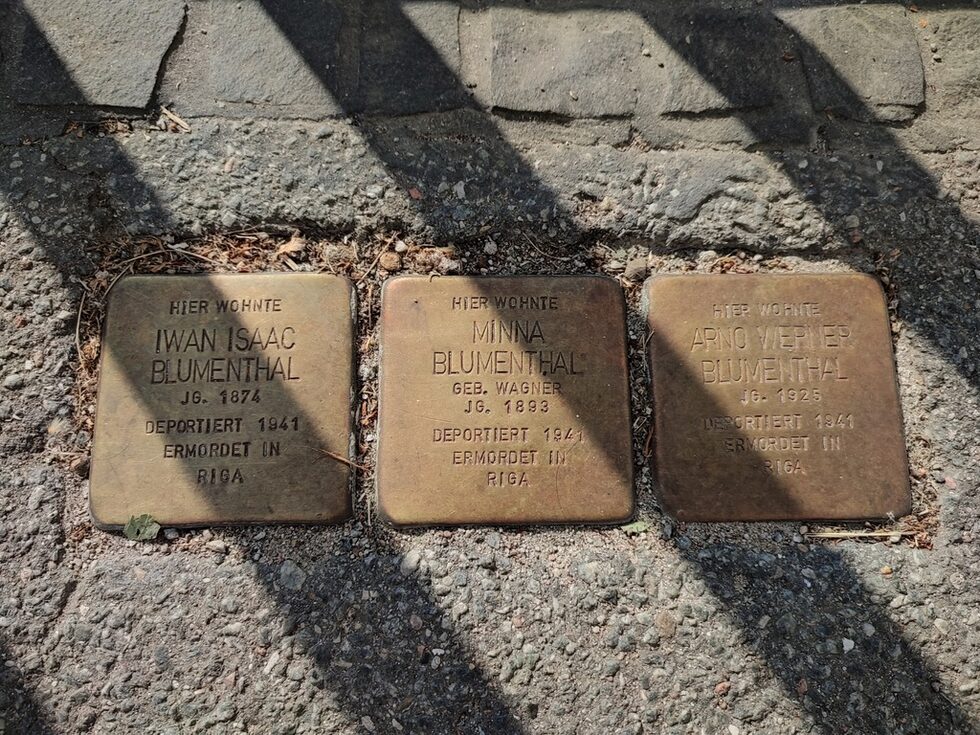 HIER WOHNTE
IWAN ISAAC
BLUMENTHAL
JG. 1874
DEPORTIERT 1941
ERMORDET IN
RIGA
HIER WOHNTE
MINNA
BLUMENTHAL
GEB. WAGNER
JG. 1893
DEPORTIERT 1941
ERMORDET IN
RIGA
HIER WOHNTE
ARNO WERNER
BLUMENTHAL
JG. 1925
DEPORTIERT 1941
ERMORDET IN
RIGA